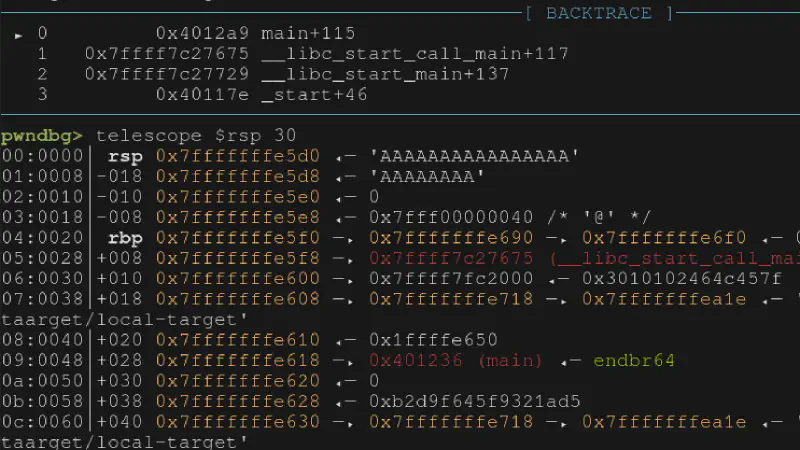 [ BACKTRACE ]
► 0 0x4012a9 main+115
1 0x7ffff7c27675 __libc_start_call_main+117
2 0x7ffff7c27729 __libc_start_main+137
3 0x40117e _start+46
pwndbg> telescope $rsp 30
00:0000│ rsp 0x7fffffffe5d0 ◂— 'AAAAAAAAAAAAAAAA'
01:0008│ -018 0x7fffffffe5d8 ◂— 'AAAAAAAA'
02:0010│ -010 0x7fffffffe5e0 ◂— 0
03:0018│ -008 0x7fffffffe5e8 ◂— 0x7fff00000040 /* '@' */
04:0020│ rbp 0x7fffffffe5f0 —▸ 0x7fffffffe690 —▸ 0x7fffffffe6f0 ◂— 0
05:0028│ +008 0x7fffffffe5f8 —▸ 0x7ffff7c27675 (__libc_start_call_mai
06:0030│ +010 0x7fffffffe600 —▸ 0x7ffff7fc2000 ◂— 0x3010102464c457f
07:0038│ +018 0x7fffffffe608 —▸ 0x7fffffffe718 —▸ 0x7fffffffea1e ◂— '
taarget/local-target'
08:0040│ +020 0x7fffffffe610 ◂— 0x1ffffe650
09:0048│ +028 0x7fffffffe618 —▸ 0x401236 (main) ◂— endbr64
0a:0050│ +030 0x7fffffffe620 ◂— 0
0b:0058│ +038 0x7fffffffe628 ◂— 0xb2d9f645f9321ad5
0c:0060│ +040 0x7fffffffe630 —▸ 0x7fffffffe718 —▸ 0x7fffffffea1e ◂— '
taarget/local-target'